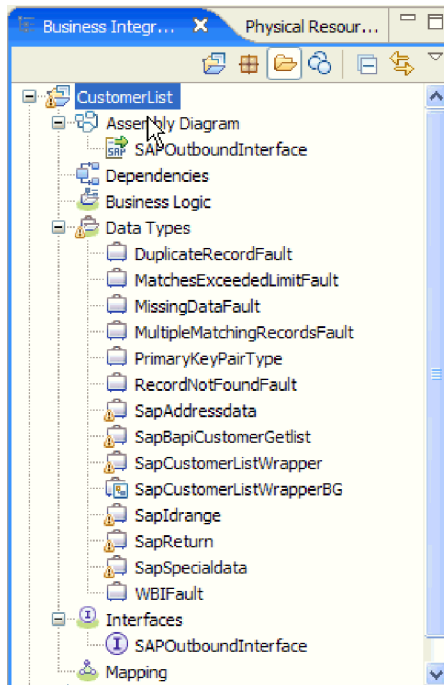 Business Integr... Physical Resour...
CustomerList
Assembly Diagram
SAP SAPOutboundInterface
Dependencies
Business Logic
Data Types
DuplicateRecordFault
MatchesExceededLimitFault
MissingDataFault
MultipleMatchingRecordsFault
PrimaryKeyPairType
RecordNotFoundFault
SapAddressdata
SapBapiCustomerGetlist
SapCustomerListWrapper
SapCustomerListWrapperBG
SapIdrange
SapReturn
SapSpecialdata
WBIFault
I Interfaces
I SAPOutboundInterface
Mapping